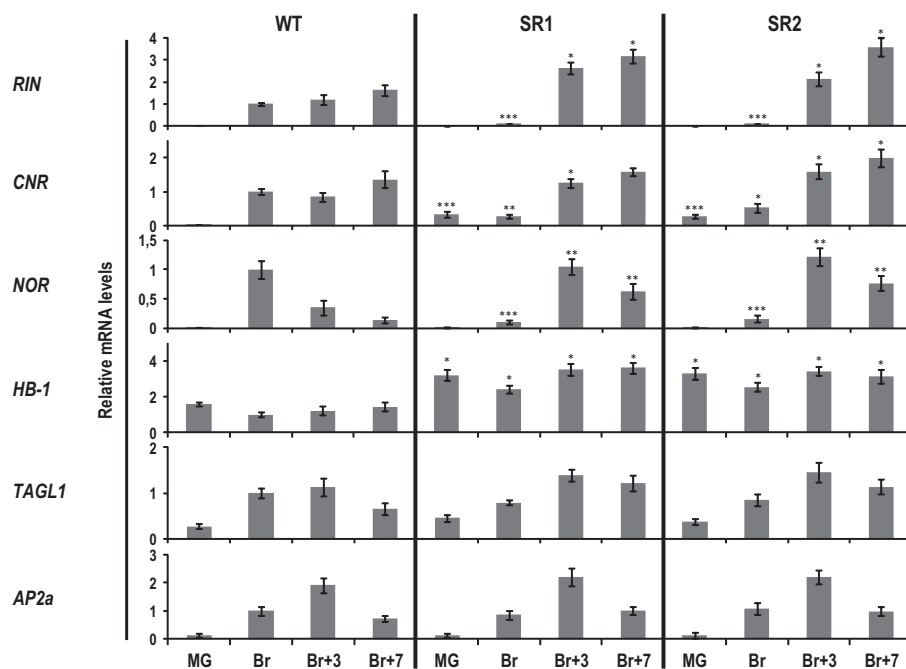 WT SR1 SR2
Relative mRNA levels
RIN
4
3
2
1
0
*** * *
*** * *
CNR
2
1
0
*** ** *
*** * * *
NOR
1,5
1
0,5
0
*** ** **
*** ** **
HB-1
4
2
0
* * * *
* * * *
TAGL1
2
1
0
AP2a
3
2
1
0
MG Br Br+3 Br+7 MG Br Br+3 Br+7 MG Br Br+3 Br+7